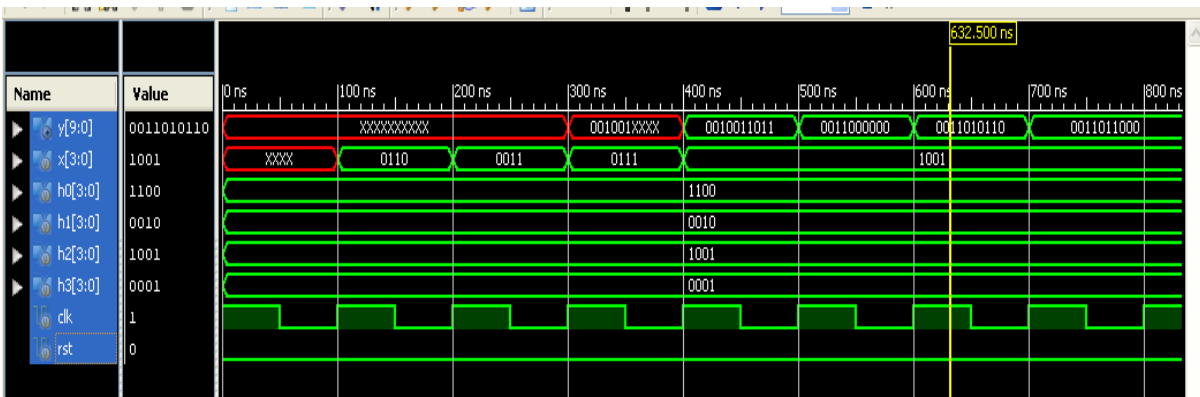 632.500 ns
Name Value 0 ns 100 ns 200 ns 300 ns 400 ns 500 ns 600 ns 700 ns 800 ns
y[9:0] 0011010110 XXXXXXXXXX 001001XXXX 0010011011 0011000000 0011010110 0011011000
x[3:0] 1001 XXXX 0110 0011 0111 1001
h0[3:0] 1100 1100
h1[3:0] 0010 0010
h2[3:0] 1001 1001
h3[3:0] 0001 0001
clk 1
rst 0